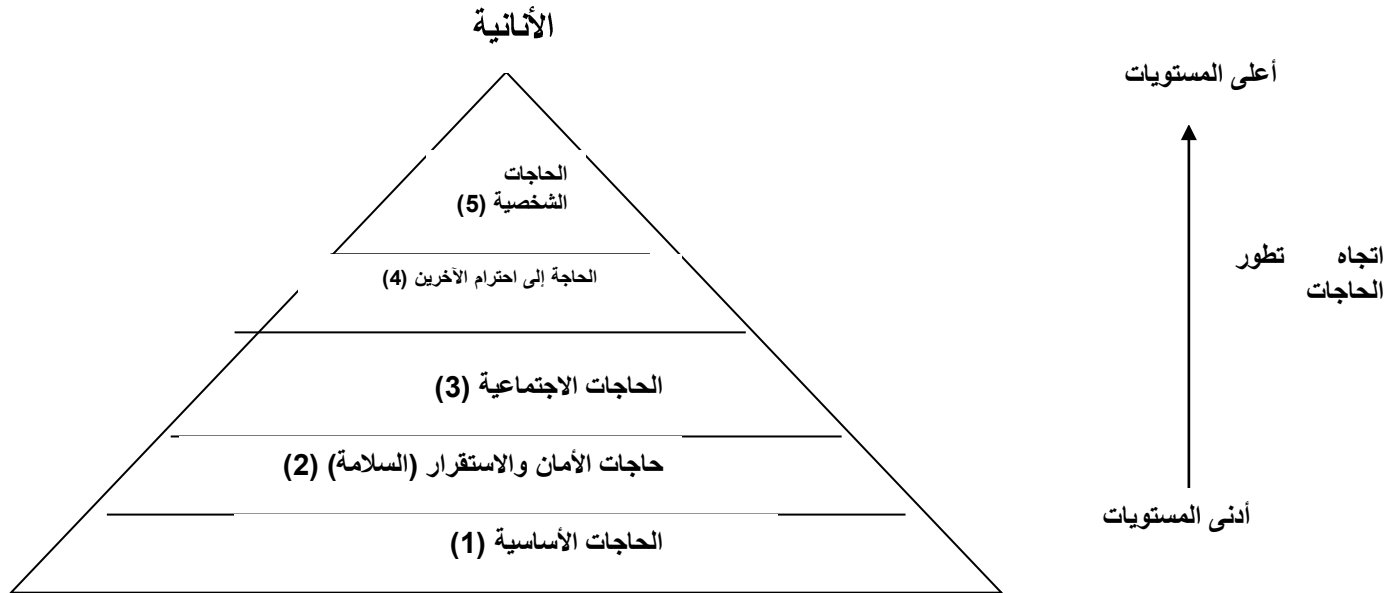 الأنانية
أعلى المستويات
الحاجات
الشخصية (5)
اتجاه تطور
الحاجات
الحاجة إلى احترام الآخرين (4)
الحاجات الاجتماعية (3)
حاجات الأمان والاستقرار (السلامة) (2)
أدنى المستويات
الحاجات الأساسية (1)